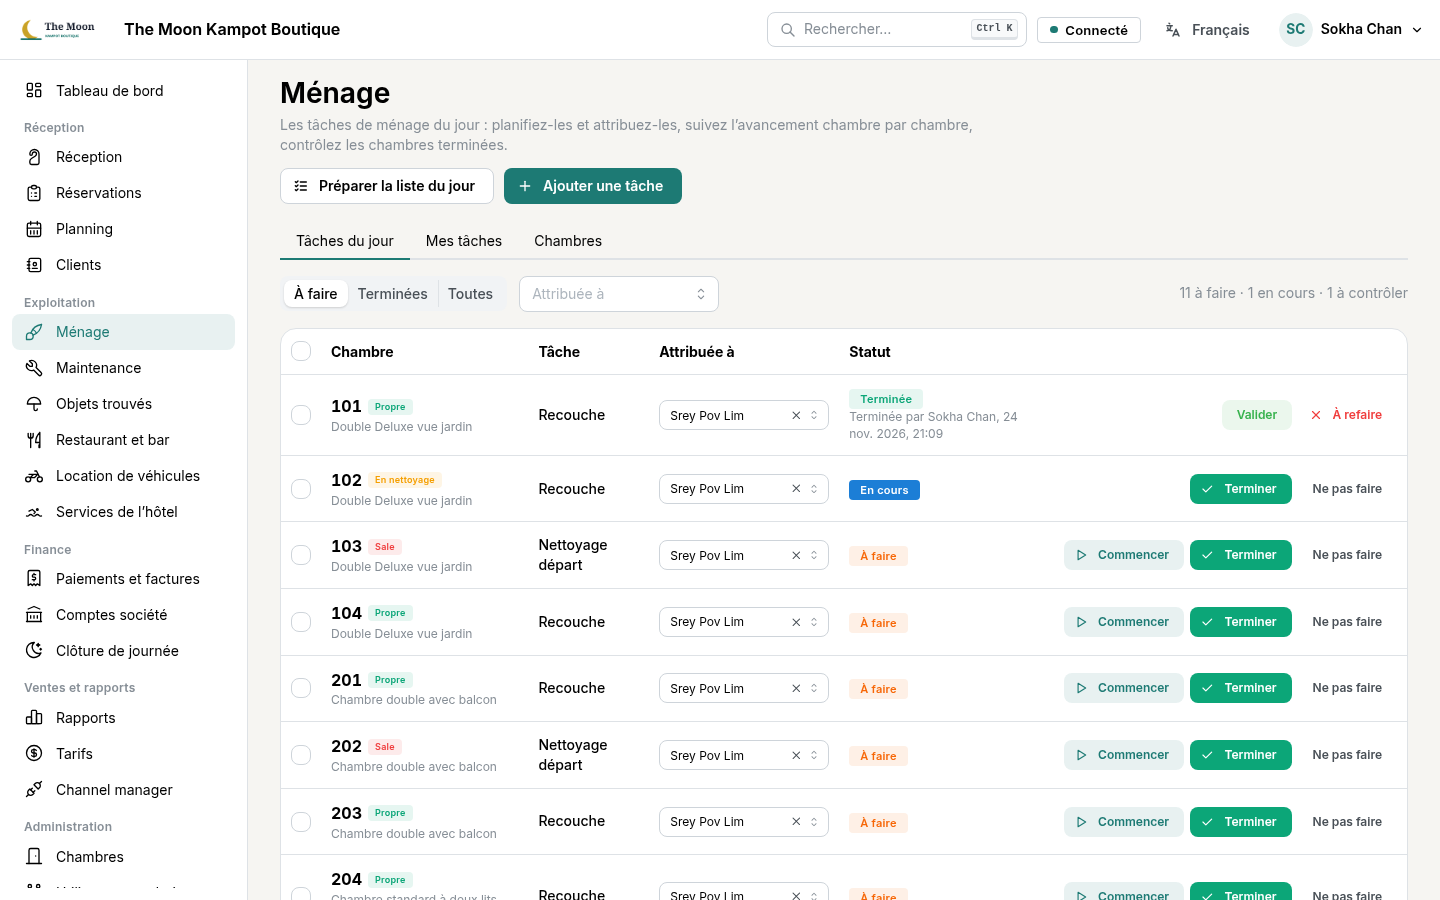 The Moon
KAMPOT BOUTIQUE
The Moon Kampot Boutique
Rechercher...
Ctrl K
Connecté
Français
SC
Sokha Chan
Tableau de bord
Réception
Réception
Réservations
Planning
Clients
Exploitation
Ménage
Maintenance
Objets trouvés
Restaurant et bar
Location de véhicules
Services de l’hôtel
Finance
Paiements et factures
Comptes société
Clôture de journée
Ventes et rapports
Rapports
Tarifs
Channel manager
Administration
Chambres
Ménage
Les tâches de ménage du jour : planifiez-les et attribuez-les, suivez l’avancement chambre par chambre,
contrôlez les chambres terminées.
Préparer la liste du jour
Ajouter une tâche
Tâches du jour
Mes tâches
Chambres
À faire
Terminées
Toutes
Attribuée à
11 à faire · 1 en cours · 1 à contrôler
Chambre
Tâche
Attribuée à
Statut
101 Propre
Double Deluxe vue jardin
Recouche
Srey Pov Lim
Terminée
Terminée par Sokha Chan, 24
nov. 2026, 21:09
Valider
À refaire
102 En nettoyage
Double Deluxe vue jardin
Recouche
Srey Pov Lim
En cours
Terminer
Ne pas faire
103 Sale
Double Deluxe vue jardin
Nettoyage
départ
Srey Pov Lim
À faire
Commencer
Terminer
Ne pas faire
104 Propre
Double Deluxe vue jardin
Recouche
Srey Pov Lim
À faire
Commencer
Terminer
Ne pas faire
201 Propre
Chambre double avec balcon
Recouche
Srey Pov Lim
À faire
Commencer
Terminer
Ne pas faire
202 Sale
Chambre double avec balcon
Nettoyage
départ
Srey Pov Lim
À faire
Commencer
Terminer
Ne pas faire
203 Propre
Chambre double avec balcon
Recouche
Srey Pov Lim
À faire
Commencer
Terminer
Ne pas faire
204 Propre
Chambre standard à deux lits
Recouche
Srey Pov Lim
À faire
Commencer
Terminer
Ne pas faire